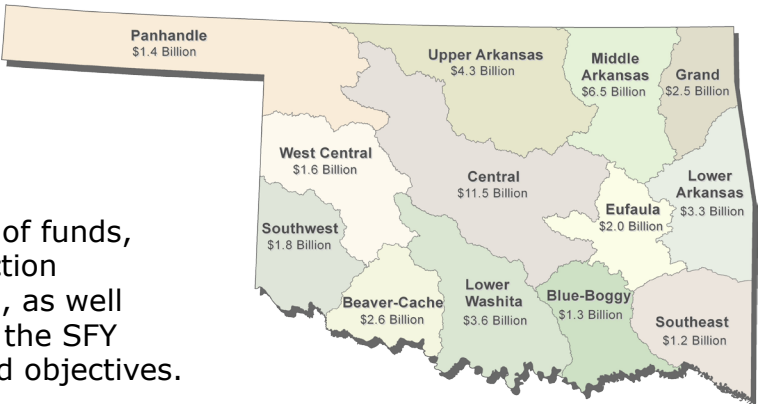 Panhandle
$1.4 Billion
Upper Arkansas
$4.3 Billion
Middle
Arkansas
$6.5 Billion
Grand
$2.5 Billion
West Central
$1.6 Billion
Central
$11.5 Billion
Lower
Arkansas
$3.3 Billion
Eufaula
$2.0 Billion
Southwest
$1.8 Billion
Beaver-Cache
$2.6 Billion
Lower
Washita
$3.6 Billion
Blue-Boggy
$1.3 Billion
Southeast
$1.2 Billion
of funds,
ction
, as well
the SFY
d objectives.